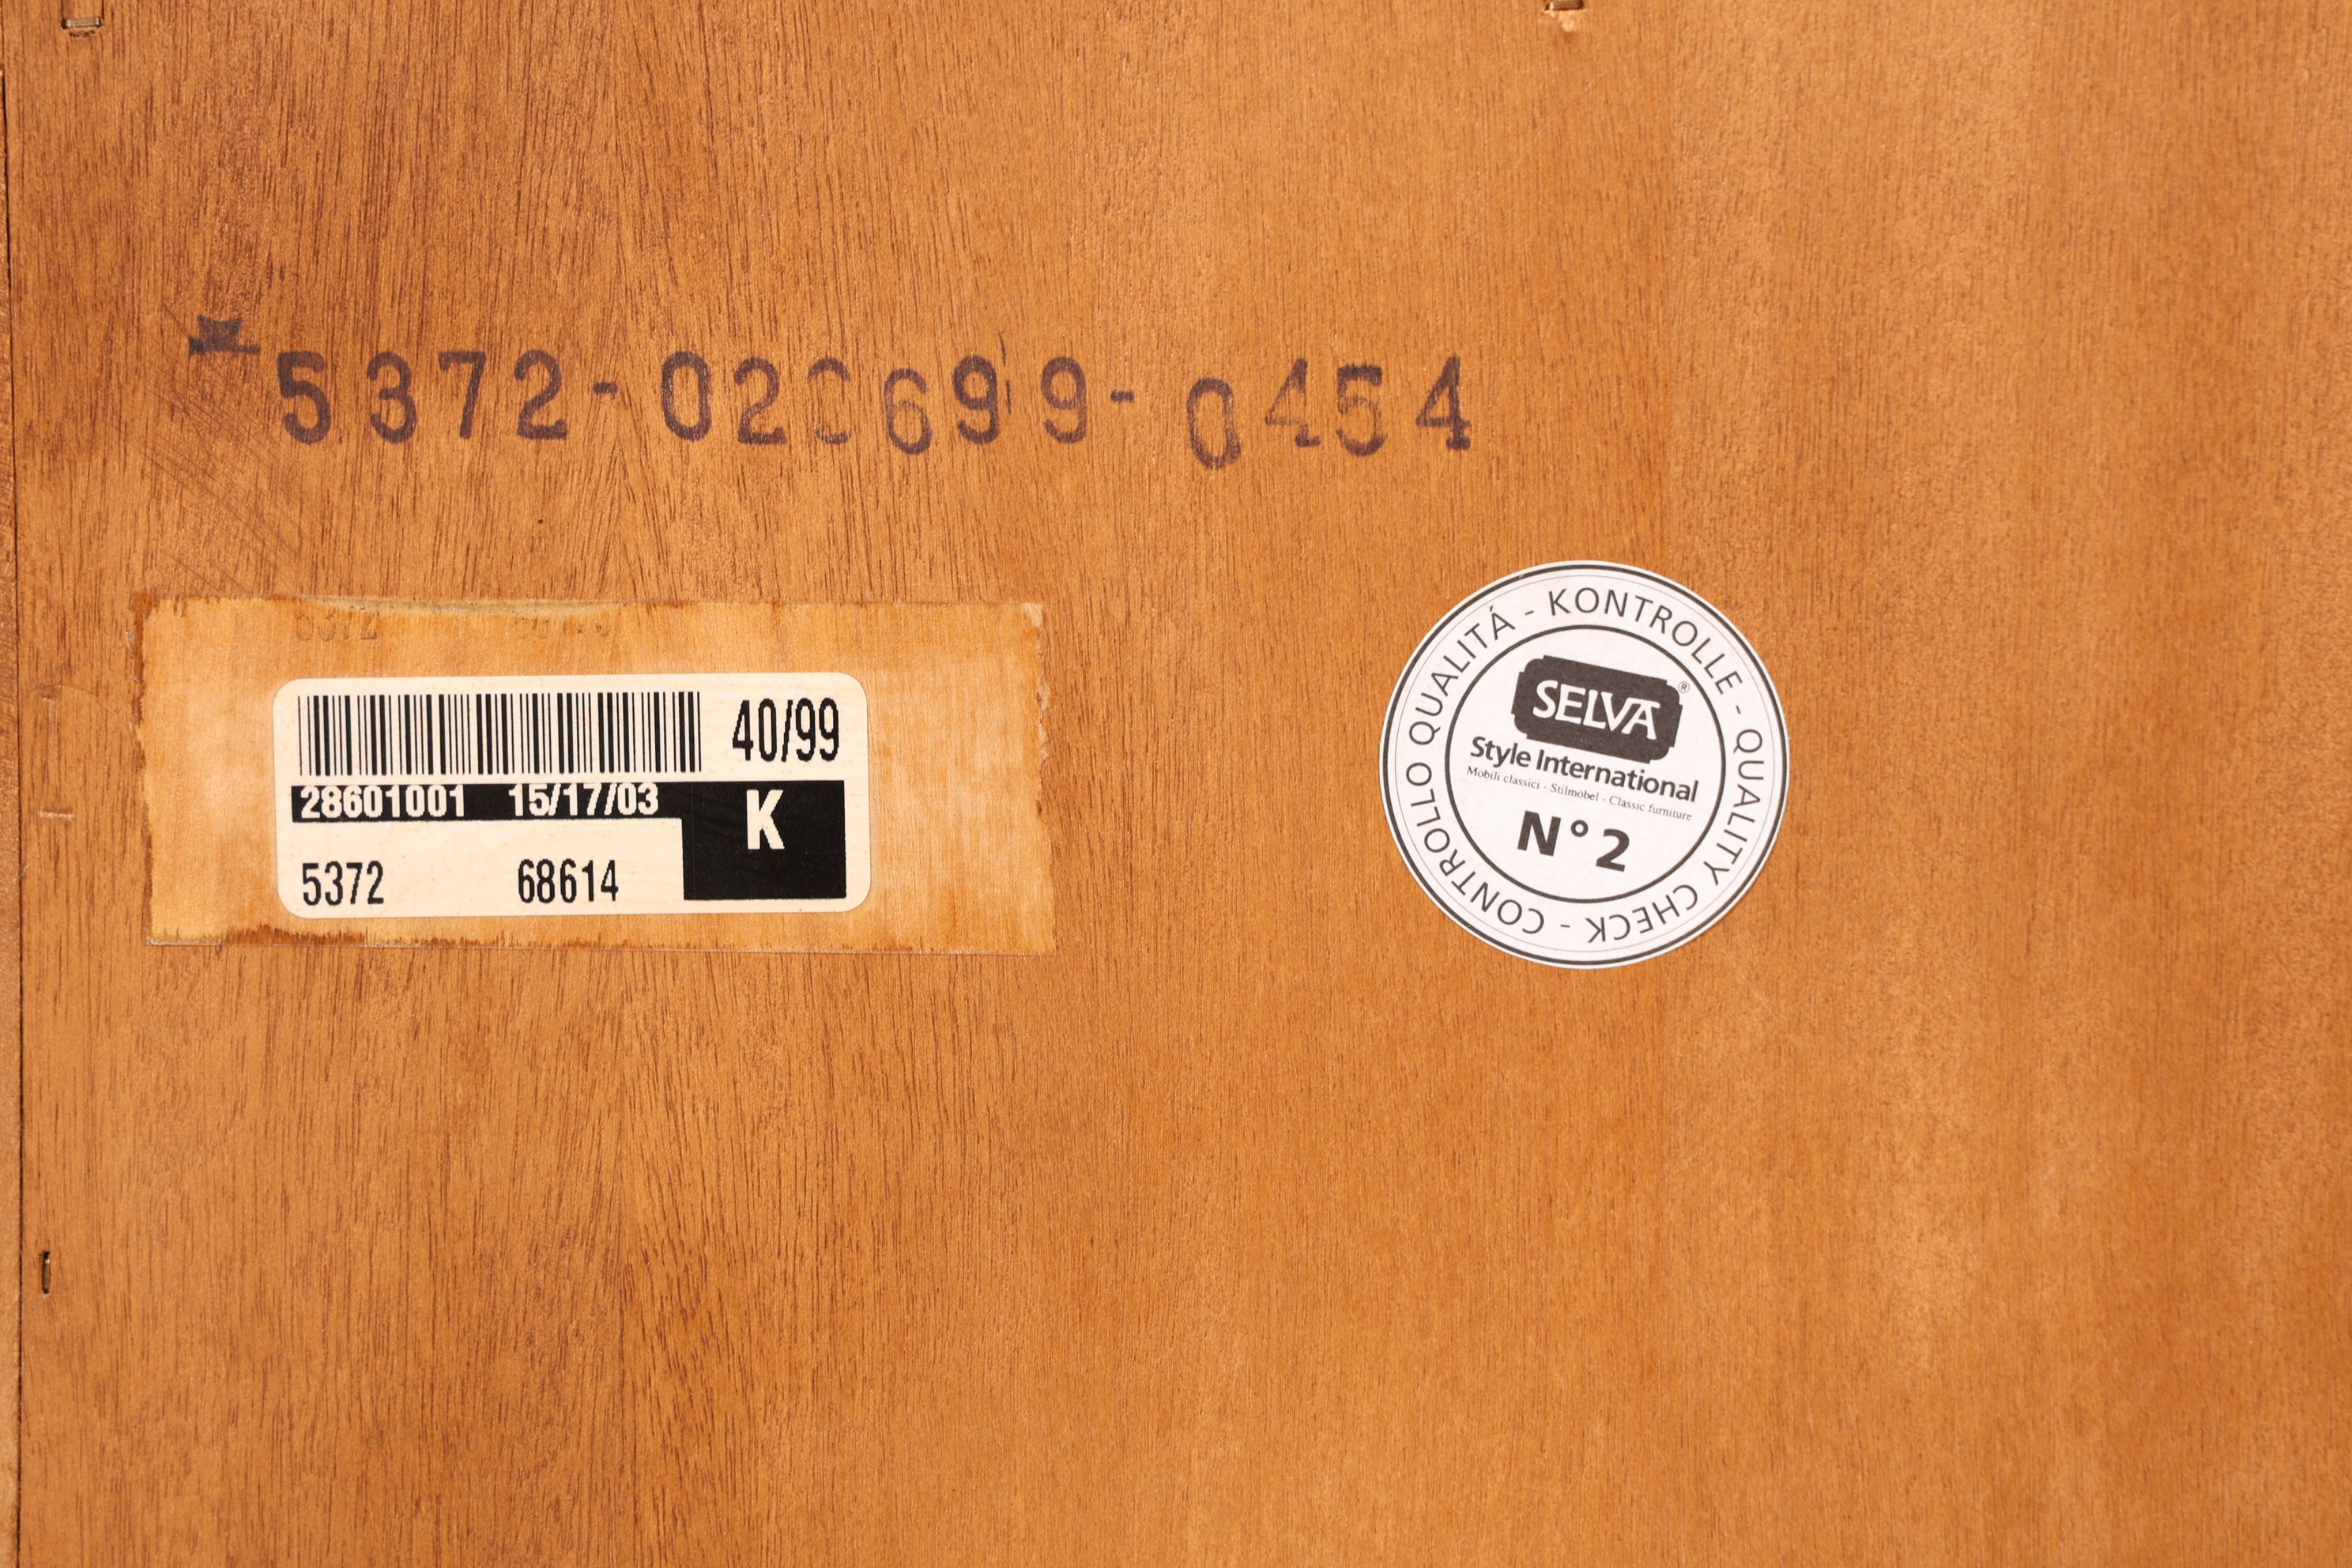 5372-020699-0454
40/99
28601001 15/17/03
K
5372 68614
CONTROLLO QUALITÁ - KONTROLLE - QUALITY CHECK -
SELVA®
Style International
Mobili classici - Stilmöbel - Classic furniture
N° 2